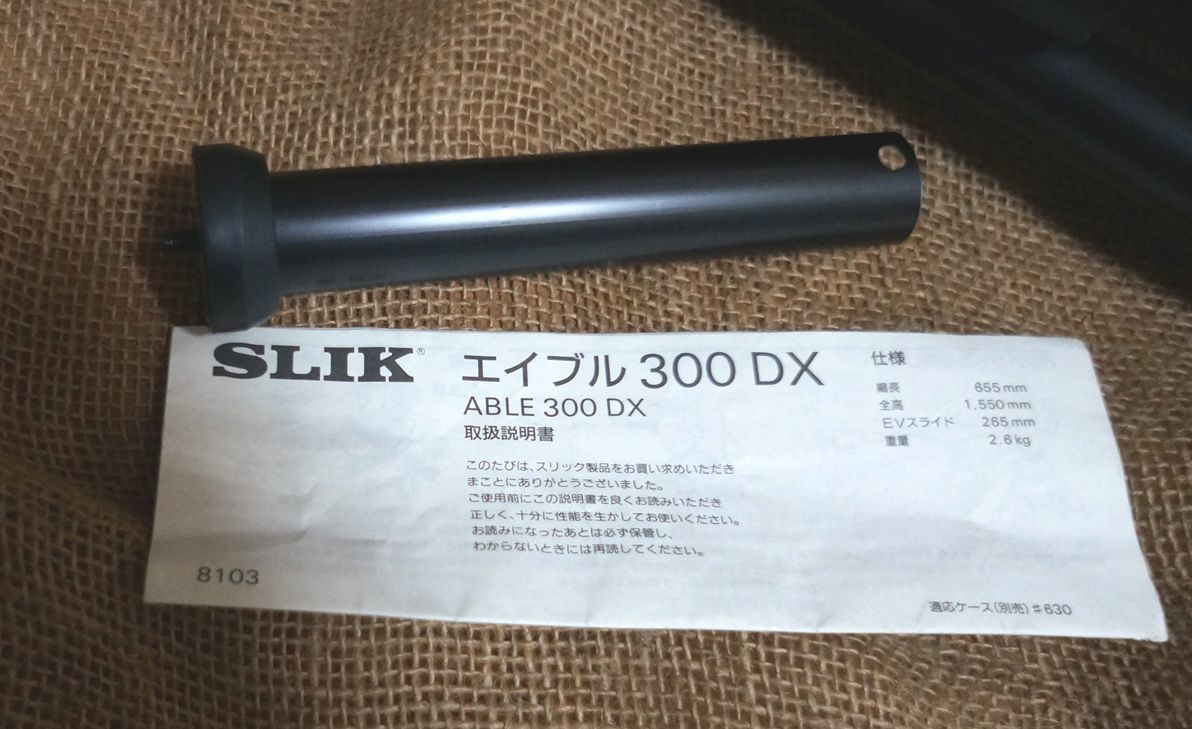 SLIK®
エイブル 300 DX
ABLE 300 DX
取扱説明書
このたびは、スリック製品をお買い求めいただき
まことにありがとうございました。
ご使用前にこの説明書を良くお読みいただき
正しく、十分に性能を生かしてお使いください。
お読みになったあとは必ず保管し、
わからないときには再読してください。
8103
仕様
縮長 655mm
全高 1,550mm
EVスライド 265mm
重量 2.6kg
適応ケース(別売)♯630